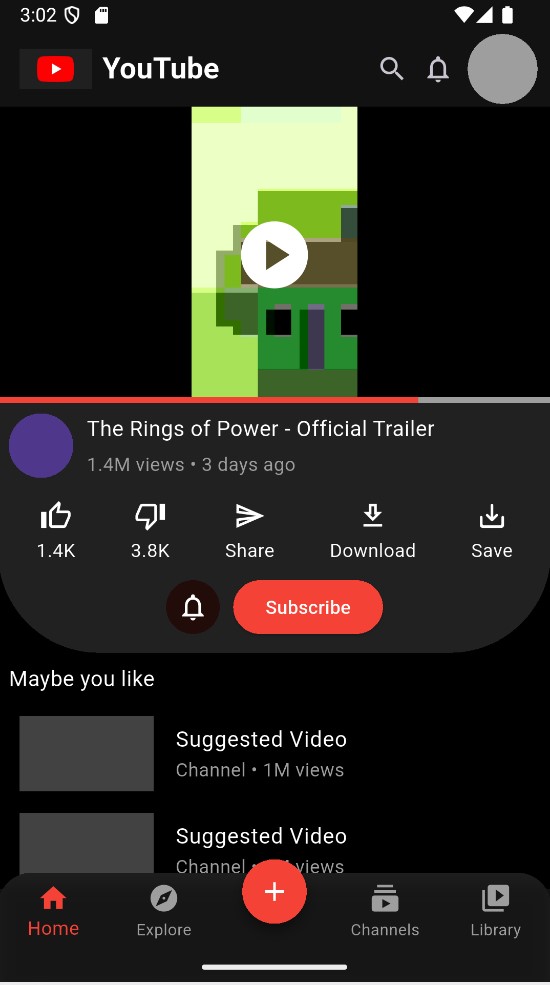 3:02
YouTube
The Rings of Power - Official Trailer
1.4M views • 3 days ago
1.4K 3.8K Share Download Save
Subscribe
Maybe you like
Suggested Video
Channel • 1M views
Suggested Video
Channel • views
Home Explore Channels Library